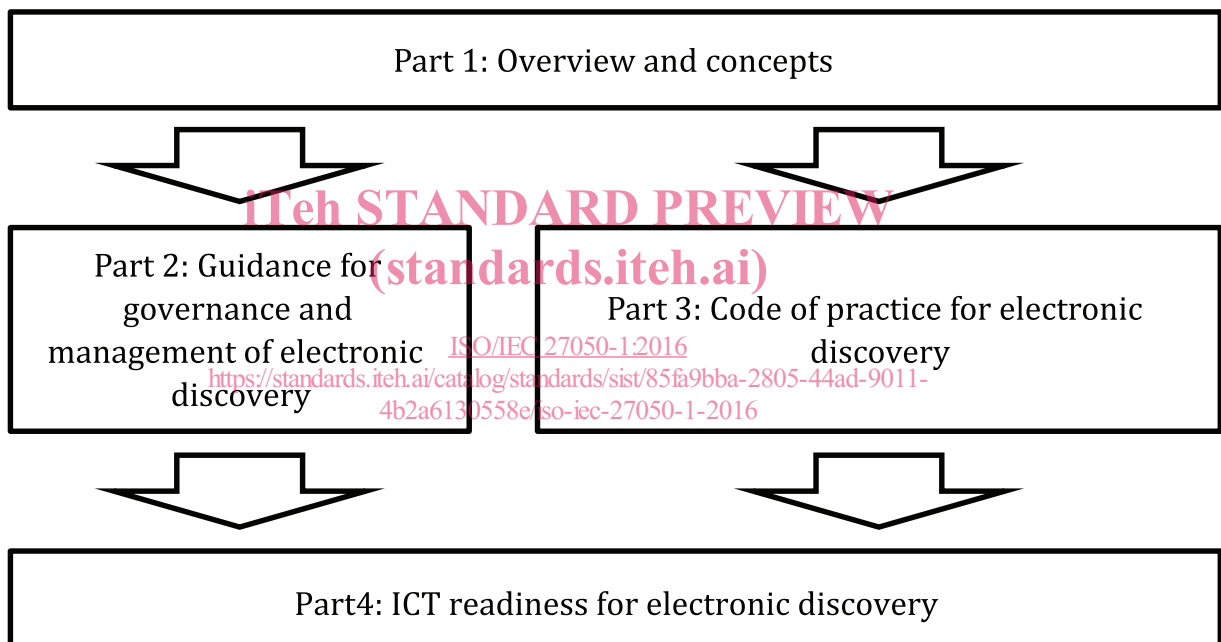 Part 1: Overview and concepts
iTeh STANDARD PREVIEW
(standards.iteh.ai)
Part 2: Guidance for
governance and
management of electronic
discovery
Part 3: Code of practice for electronic
discovery
ISO/IEC 27050-1:2016
https://standards.iteh.ai/catalog/standards/sist/85fa9bba-2805-44ad-9011-
4b2a6130558e/iso-iec-27050-1-2016
Part4: ICT readiness for electronic discovery